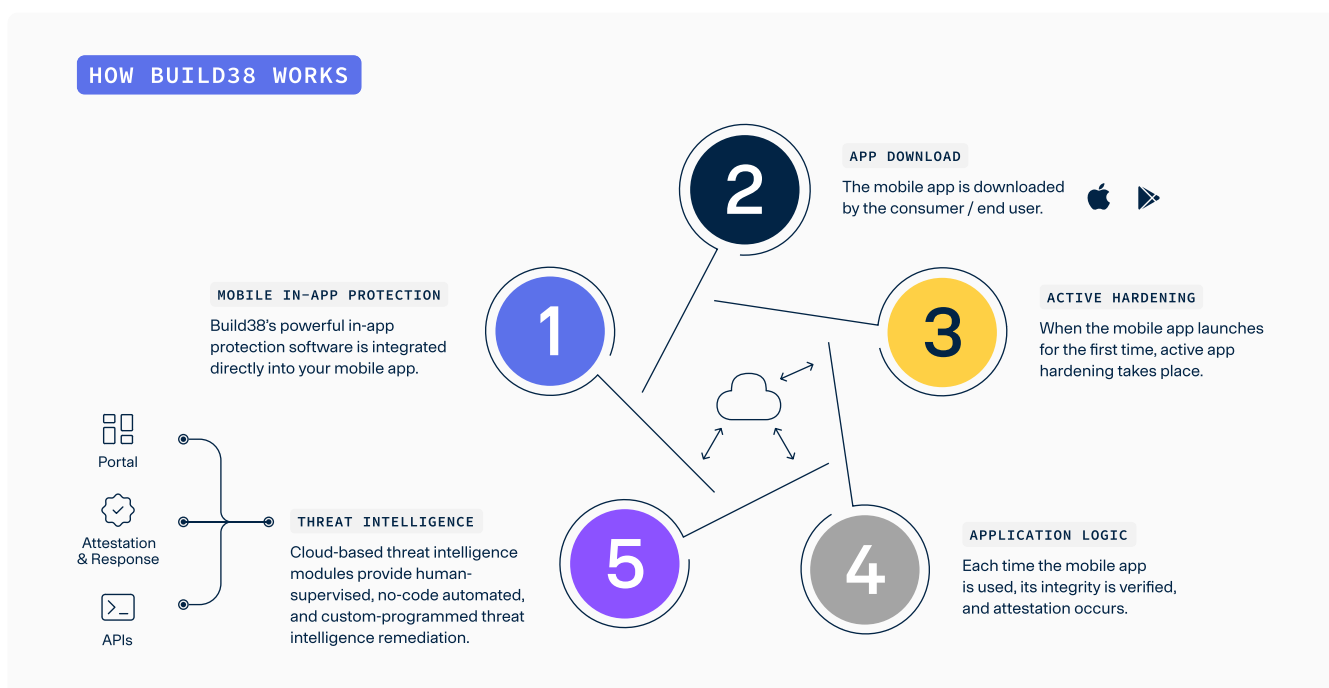 HOW BUILD38 WORKS
2
APP DOWNLOAD
The mobile app is downloaded
by the consumer / end user.
1
MOBILE IN-APP PROTECTION
Build38’s powerful in-app
protection software is integrated
directly into your mobile app.
3
ACTIVE HARDENING
When the mobile app launches
for the first time, active app
hardening takes place.
Portal
Attestation
& Response
APIs
THREAT INTELLIGENCE
Cloud-based threat intelligence
modules provide human-
supervised, no-code automated,
and custom-programmed threat
intelligence remediation.
5
4
APPLICATION LOGIC
Each time the mobile app
is used, its integrity is verified,
and attestation occurs.